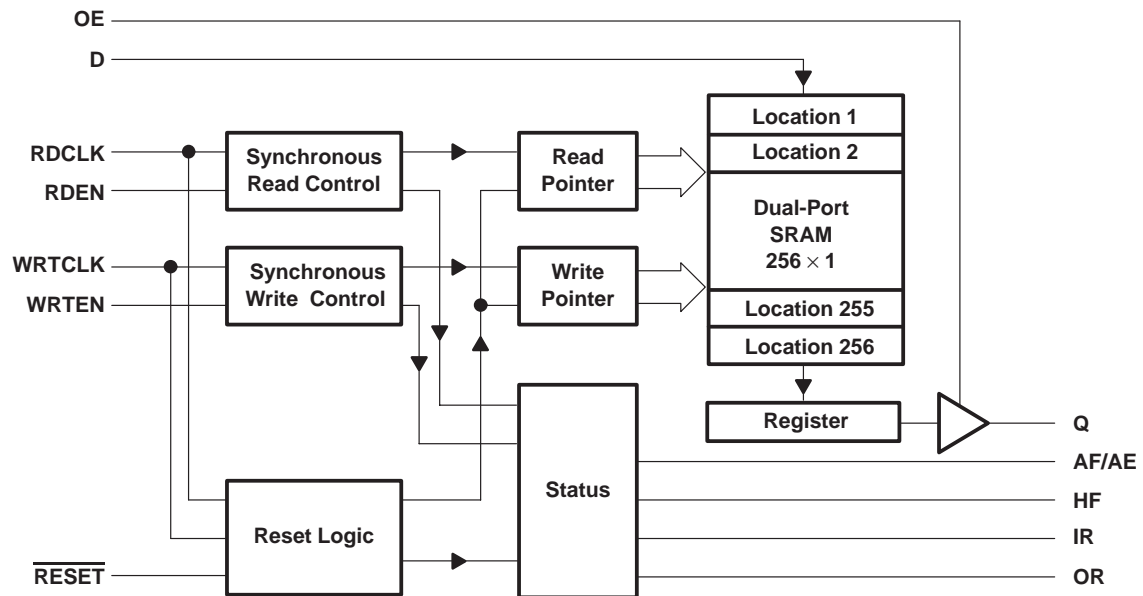 OE
D
RDCLK
RDEN
WRTCLK
WRTEN
RESET
Synchronous
Read Control
Synchronous
Write Control
Reset Logic
Read
Pointer
Write
Pointer
Status
Location 1
Location 2
Dual-Port
SRAM
256 × 1
Location 255
Location 256
Register
Q
AF/AE
HF
IR
OR